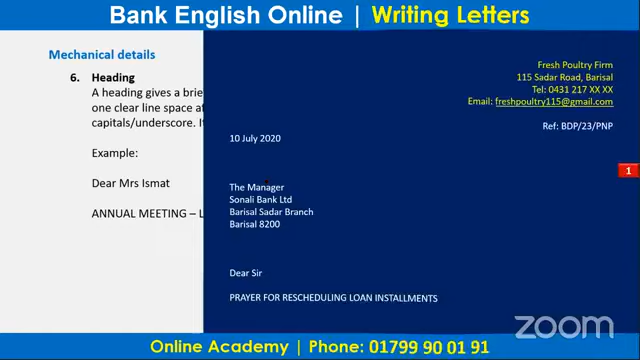 Bank English Online | Writing Letters
Mechanical details
6. Heading
A heading gives a brie
one clear line space
capitals/underscore.
Example:
Dear Mrs Ismat
ANNUAL MEETING –
Fresh Poultry Firm
115 Sadar Road, Barisal
Tel: 0431 217 XX XX
Email: freshpoultry115@gmail.com
Ref: BDP/23/PNP
10 July 2020
1
The Manager
Sonali Bank Ltd
Barisal Sadar Branch
Barisal 8200
Dear Sir
PRAYER FOR RESCHEDULING LOAN INSTALLMENTS
zoom
Online Academy | Phone: 01799 90 01 91